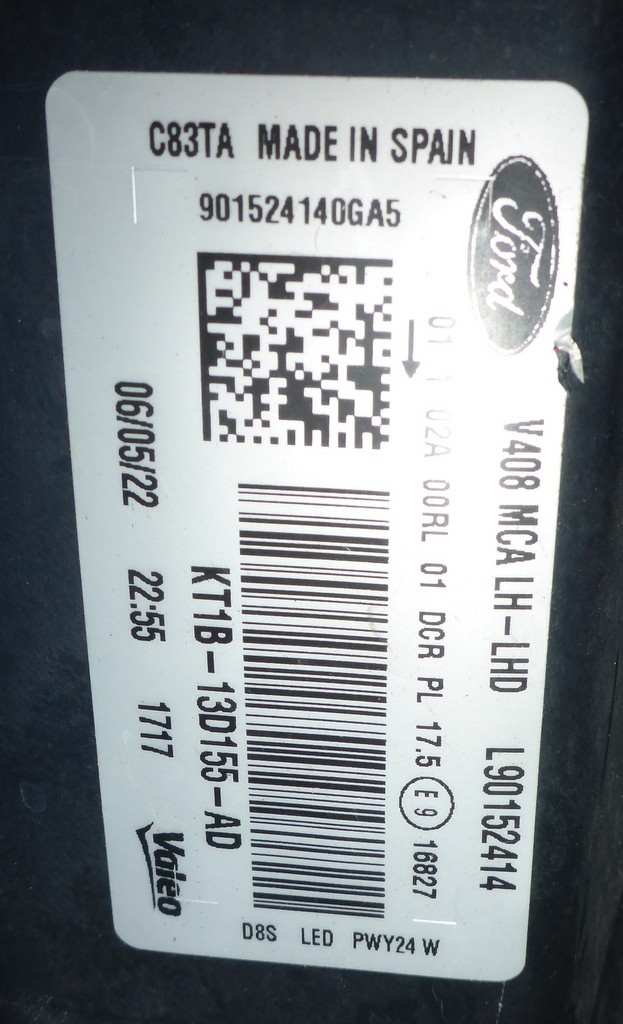 C83TA MADE IN SPAIN
901524140GA5
Ford
V408 MCA LH-LHD L90152414
02A 00RL 01 DCR PL 17.5 E9 16827
KT1B-13D155-AD
06/05/22 22:55 1717 Valeo
D8S LED PWY24W